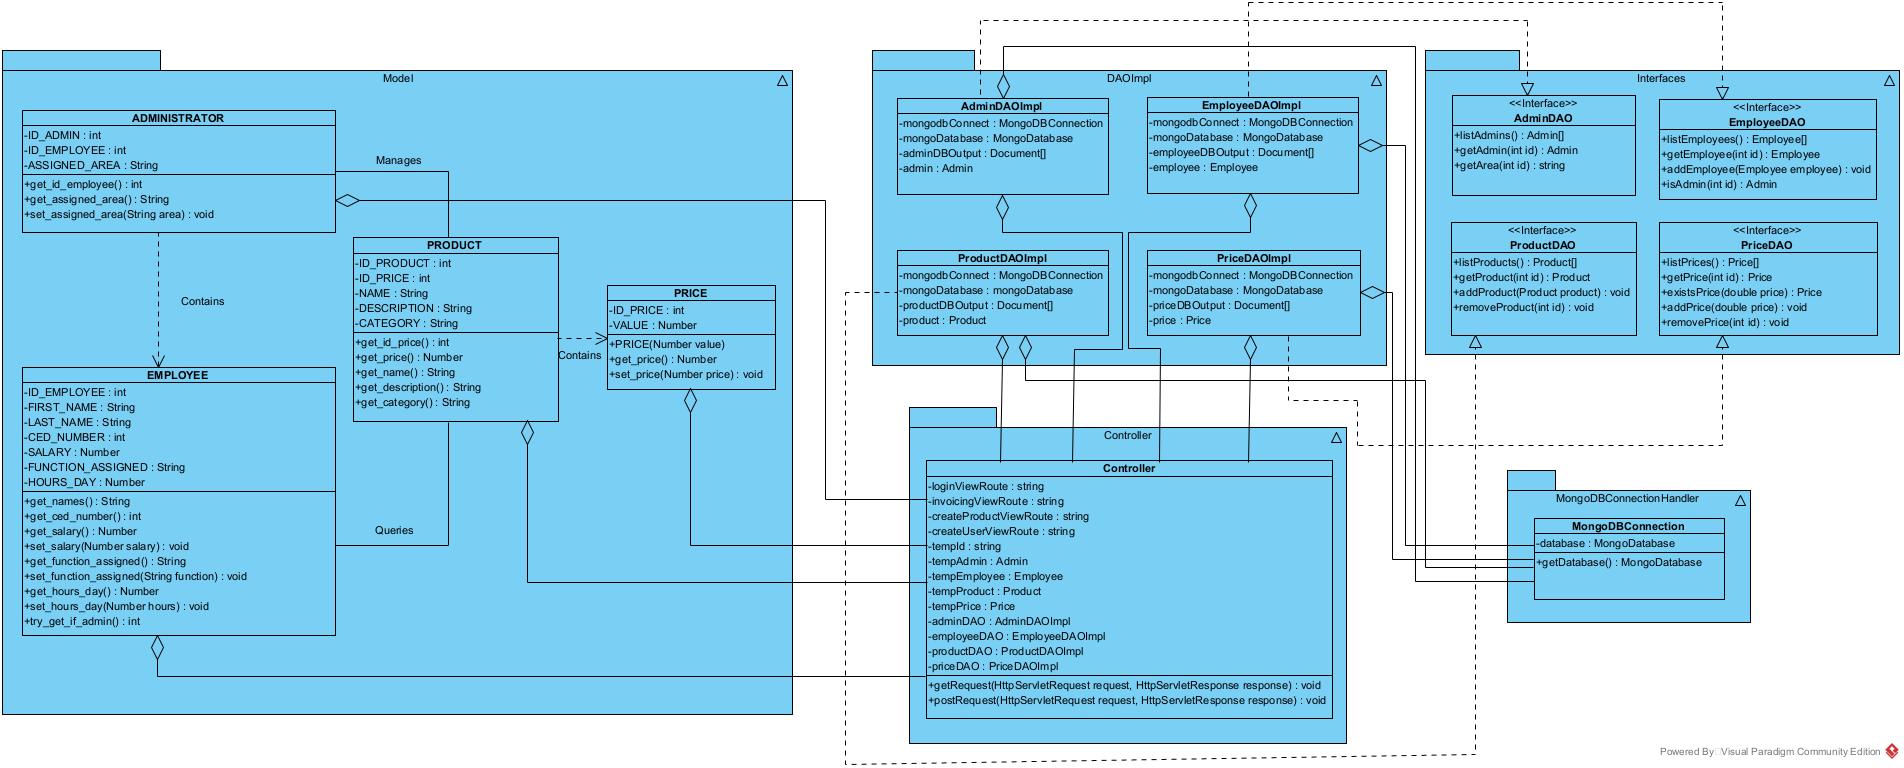 Model
ADMINISTRATOR
-ID_ADMIN : int
-ID_EMPLOYEE : int
-ASSIGNED_AREA : String
+get_id_employee() : int
+get_assigned_area() : String
+set_assigned_area(String area) : void
Manages
Contains
PRODUCT
-ID_PRODUCT : int
-ID_PRICE : int
-NAME : String
-DESCRIPTION : String
-CATEGORY : String
+get_id_price() : int
+get_price() : Number
+get_name() : String
+get_description() : String
+get_category() : String
Contains
PRICE
-ID_PRICE : int
-VALUE : Number
+PRICE(Number value)
+get_price() : Number
+set_price(Number price) : void
EMPLOYEE
-ID_EMPLOYEE : int
-FIRST_NAME : String
-LAST_NAME : String
-CED_NUMBER : int
-SALARY : Number
-FUNCTION_ASSIGNED : String
-HOURS_DAY : Number
+get_names() : String
+get_ced_number() : int
+get_salary() : Number
+set_salary(Number salary) : void
+get_function_assigned() : String
+set_function_assigned(String function) : void
+get_hours_day() : Number
+set_hours_day(Number hours) : void
+try_get_if_admin() : int
Queries
DAOImpl
AdminDAOImpl
-mongodbConnect : MongoDBConnection
-mongoDatabase : MongoDatabase
-adminDBOutput : Document[]
-admin : Admin
EmployeeDAOImpl
-mongodbConnect : MongoDBConnection
-mongoDatabase : MongoDatabase
-employeeDBOutput : Document[]
-employee : Employee
ProductDAOImpl
-mongodbConnect : MongoDBConnection
-mongoDatabase : mongoDatabase
-productDBOutput : Document[]
-product : Product
PriceDAOImpl
-mongodbConnect : MongoDBConnection
-mongoDatabase : MongoDatabase
-priceDBOutput : Document[]
-price : Price
Interfaces
<<Interface>>
AdminDAO
+listAdmins() : Admin[]
+getAdmin(int id) : Admin
+getArea(int id) : string
<<Interface>>
EmployeeDAO
+listEmployees() : Employee[]
+getEmployee(int id) : Employee
+addEmployee(Employee employee) : void
+isAdmin(int id) : Admin
<<Interface>>
ProductDAO
+listProducts() : Product[]
+getProduct(int id) : Product
+addProduct(Product product) : void
+removeProduct(int id) : void
<<Interface>>
PriceDAO
+listPrices() : Price[]
+getPrice(int id) : Price
+existsPrice(double price) : Price
+addPrice(double price) : void
+removePrice(int id) : void
Controller
Controller
-loginViewRoute : string
-invoicingViewRoute : string
-createProductViewRoute : string
-createUserViewRoute : string
-tempId : string
-tempAdmin : Admin
-tempEmployee : Employee
-tempProduct : Product
-tempPrice : Price
-adminDAO : AdminDAOImpl
-employeeDAO : EmployeeDAOImpl
-productDAO : ProductDAOImpl
-priceDAO : PriceDAOImpl
+getRequest(HttpServletRequest request, HttpServletResponse response) : void
+postRequest(HttpServletRequest request, HttpServletResponse response) : void
MongoDBConnectionHandler
MongoDBConnection
-database : MongoDatabase
+getDatabase() : MongoDatabase
Powered By Visual Paradigm Community Edition